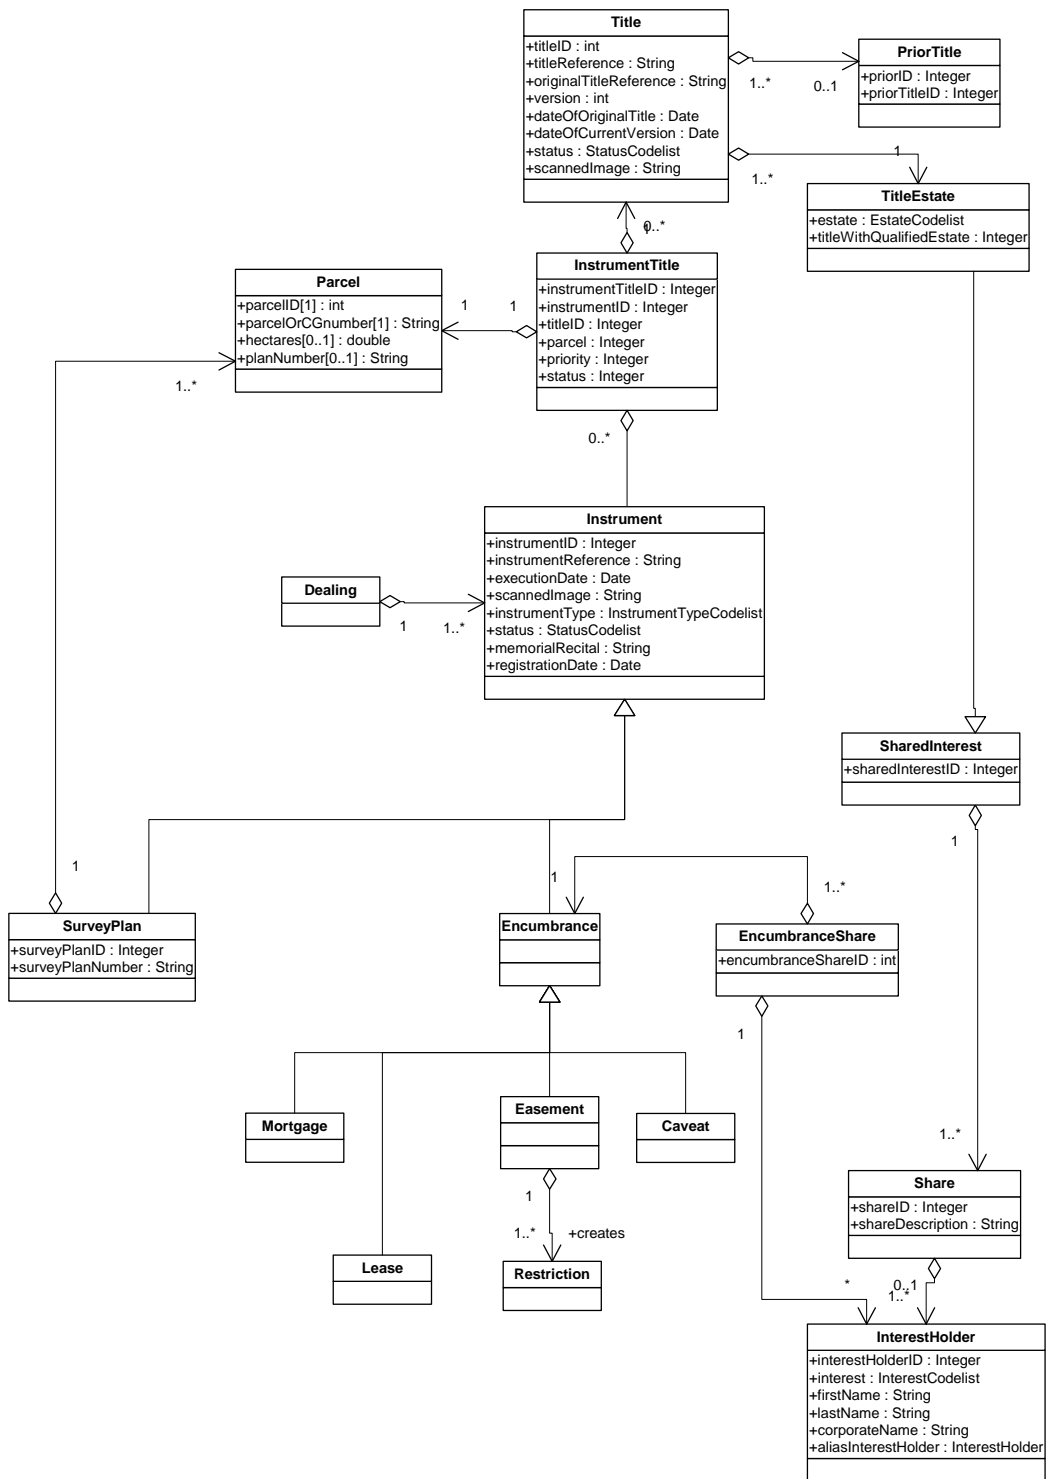 Title
+titleID : int
+titleReference : String
+originalTitleReference : String
+version : int
+dateOfOriginalTitle : Date
+dateOfCurrentVersion : Date
+status : StatusCodelist
+scannedImage : String
PriorTitle
+priorID : Integer
+priorTitleID : Integer
1..*
0..1
1
1..*
TitleEstate
+estate : EstateCodelist
+titleWithQualifiedEstate : Integer
0..*
1
InstrumentTitle
+instrumentTitleID : Integer
+instrumentID : Integer
+titleID : Integer
+parcel : Integer
+priority : Integer
+status : Integer
Parcel
+parcelID[1] : int
+parcelOrCGnumber[1] : String
+hectares[0..1] : double
+planNumber[0..1] : String
1
1
1..*
0..*
Instrument
+instrumentID : Integer
+instrumentReference : String
+executionDate : Date
+scannedImage : String
+instrumentType : InstrumentTypeCodelist
+status : StatusCodelist
+memorialRecital : String
+registrationDate : Date
Dealing
1
1..*
SharedInterest
+sharedInterestID : Integer
1
1
1
1..*
SurveyPlan
+surveyPlanID : Integer
+surveyPlanNumber : String
Encumbrance
EncumbranceShare
+encumbranceShareID : int
1
Mortgage
Easement
Caveat
1..*
1
1..*
+creates
Lease
Restriction
Share
+shareID : Integer
+shareDescription : String
*
0..1
1..*
InterestHolder
+interestHolderID : Integer
+interest : InterestCodelist
+firstName : String
+lastName : String
+corporateName : String
+aliasInterestHolder : InterestHolder